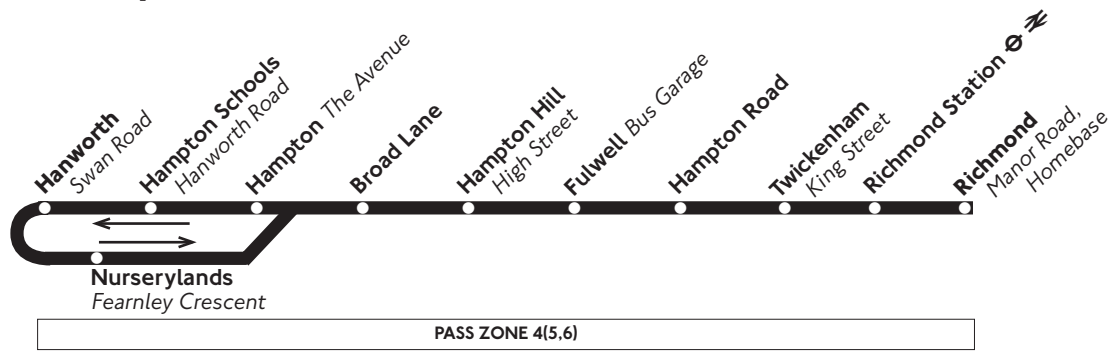 Hanworth
Swan Road
Hampton Schools
Hanworth Road
Hampton The Avenue
Broad Lane
Hampton Hill
High Street
Fulwell Bus Garage
Hampton Road
Twickenham
King Street
Richmond Station
Richmond
Manor Road,
Homebase
Nurserylands
Fearnley Crescent
PASS ZONE 4(5,6)